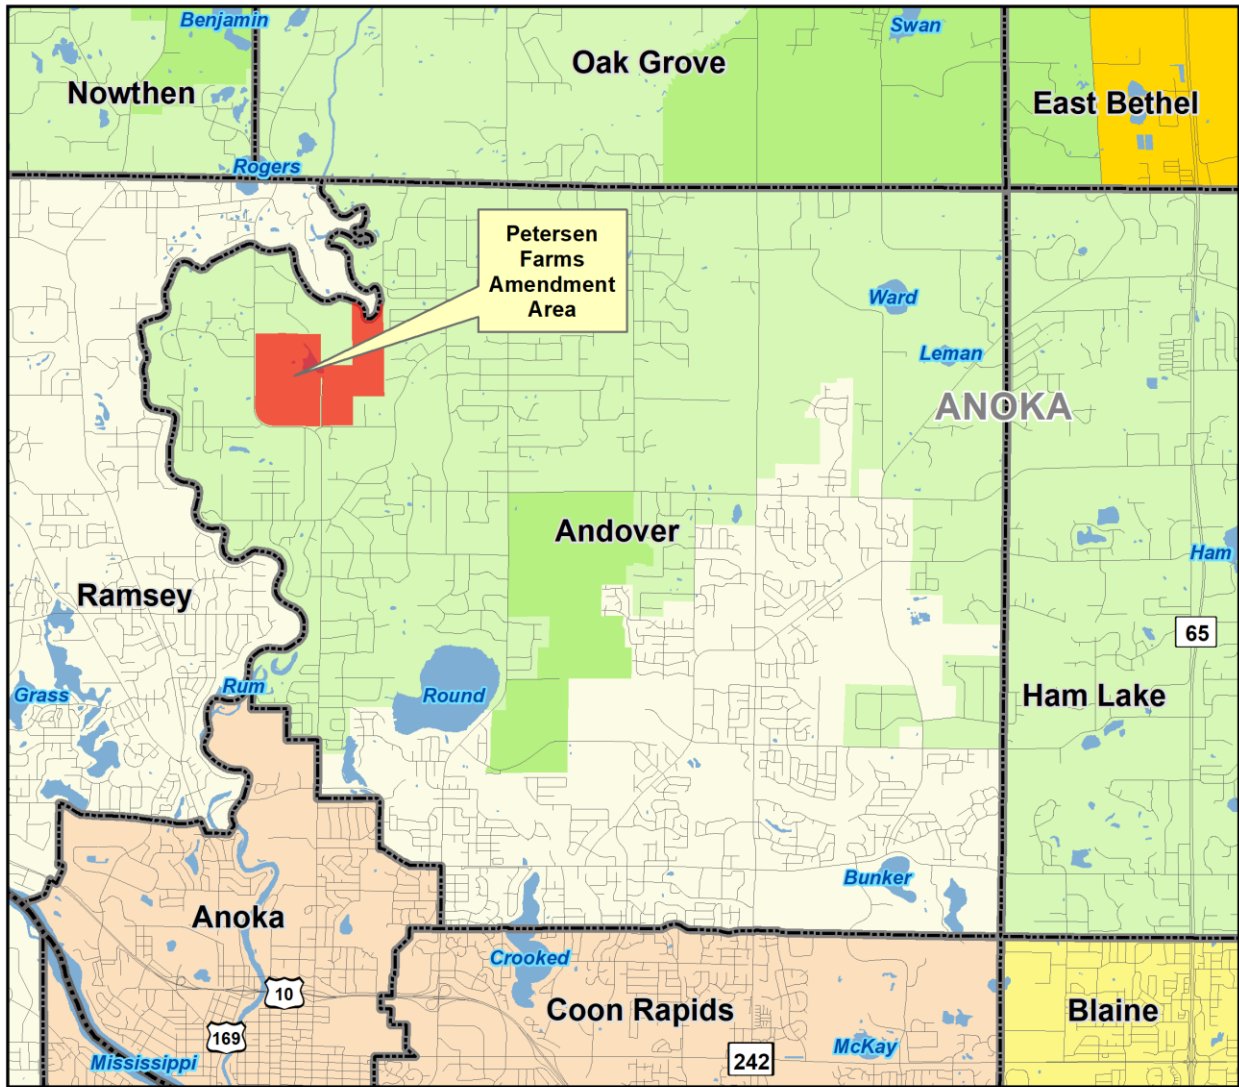 Benjamin
Swan
Oak Grove
Nowthen
East Bethel
Rogers
Petersen
Farms
Amendment
Area
Ward
Leman
ANOKA
Andover
Ham
Ramsey
65
Grass
Rum
Round
Ham Lake
Bunker
Anoka
Crooked
10
Coon Rapids
Blaine
169
McKay
Mississippi
242